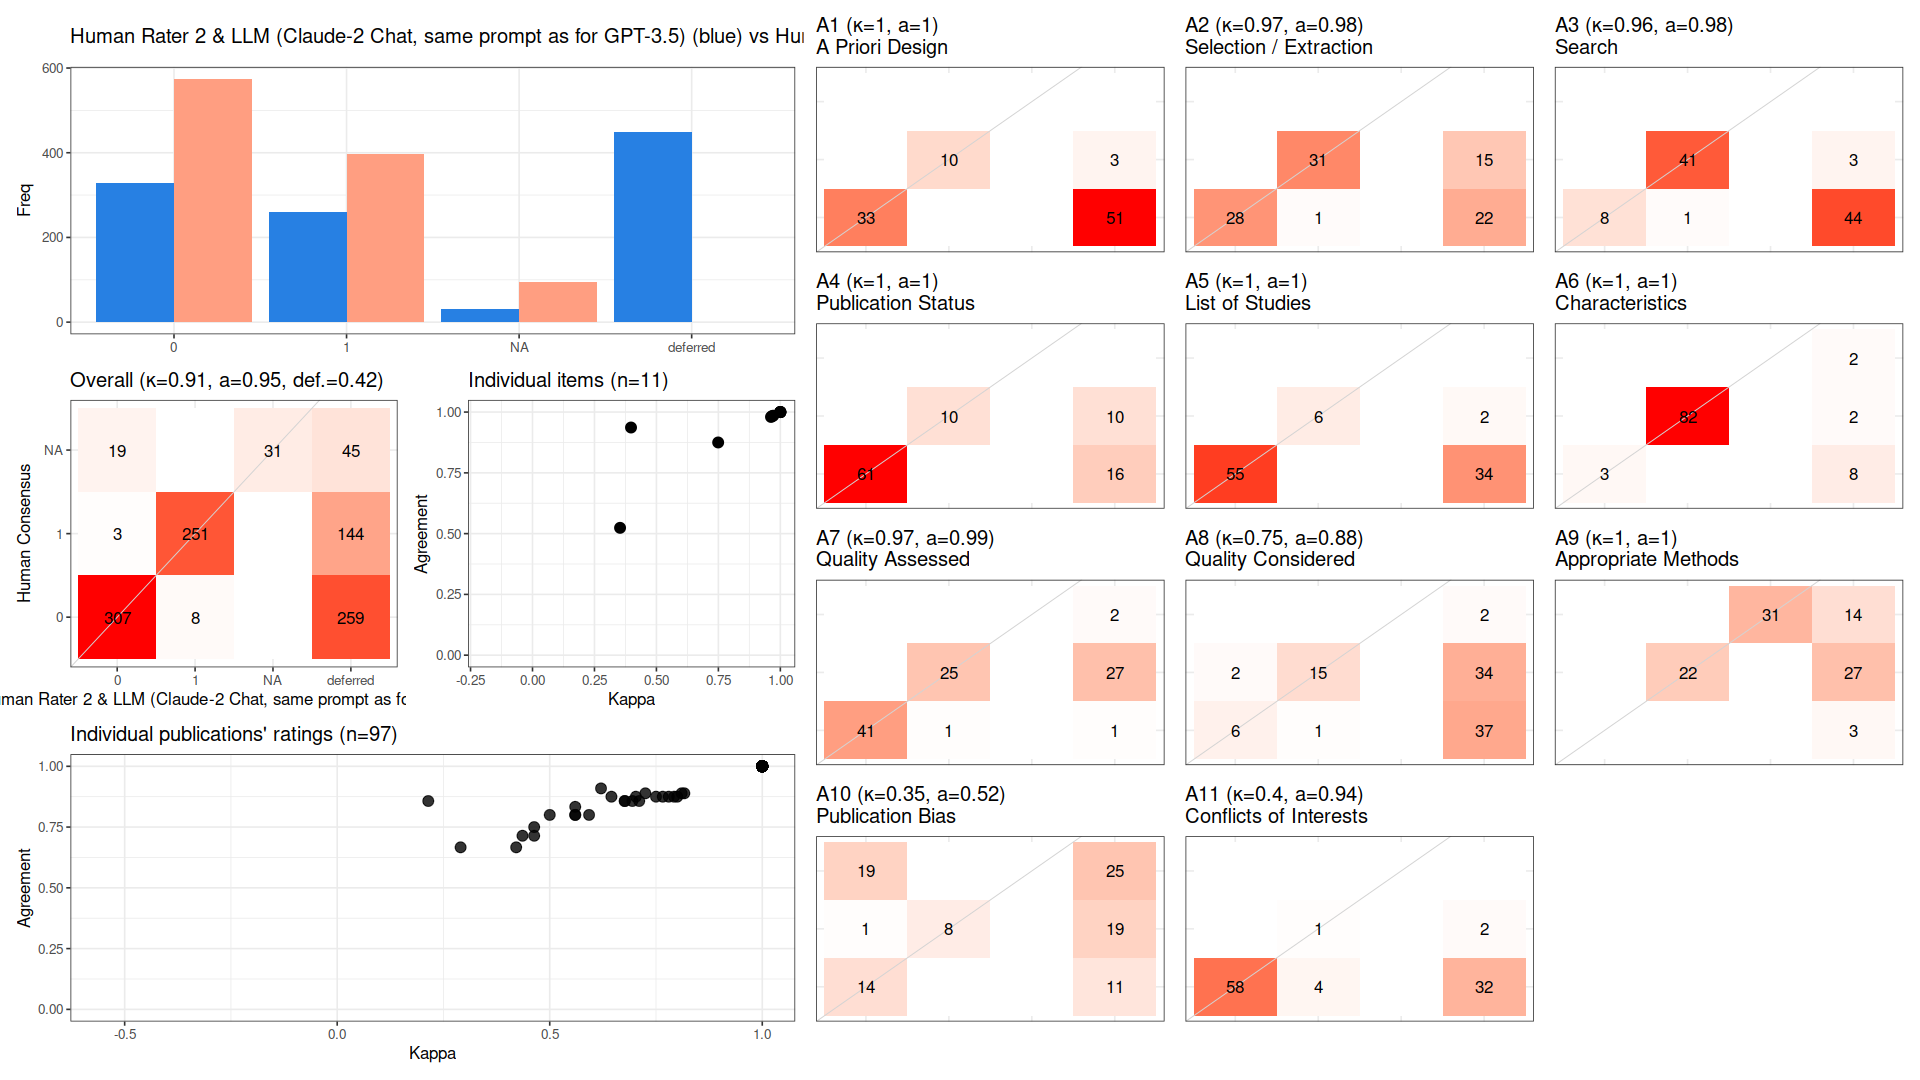 Human Rater 2 & LLM (Claude-2 Chat, same prompt as for GPT-3.5) (blue) vs Hu
600
400
200
0
Freq
0 1 NA deferred
Overall (κ=0.91, a=0.95, def.=0.42)
Human Consensus
NA 19 31 45
1 3 251 144
0 307 8 259
0 1 NA deferred
man Rater 2 & LLM (Claude-2 Chat, same prompt as fo
Individual items (n=11)
Agreement
1.00
0.75
0.50
0.25
0.00
-0.25 0.00 0.25 0.50 0.75 1.00
Kappa
Individual publications' ratings (n=97)
Agreement
1.00
0.75
0.50
0.25
0.00
-0.5 0.0 0.5 1.0
Kappa
A1 (κ=1, a=1)
A Priori Design
10 3
33 51
A2 (κ=0.97, a=0.98)
Selection / Extraction
31 15
28 1 22
A3 (κ=0.96, a=0.98)
Search
41 3
8 1 44
A4 (κ=1, a=1)
Publication Status
10 10
61 16
A5 (κ=1, a=1)
List of Studies
6 2
55 34
A6 (κ=1, a=1)
Characteristics
2
82 2
3 8
A7 (κ=0.97, a=0.99)
Quality Assessed
2
25 27
41 1 1
A8 (κ=0.75, a=0.88)
Quality Considered
2
2 15 34
6 1 37
A9 (κ=1, a=1)
Appropriate Methods
31 14
22 27
3
A10 (κ=0.35, a=0.52)
Publication Bias
19 25
1 8 19
14 11
A11 (κ=0.4, a=0.94)
Conflicts of Interests
1 2
58 4 32